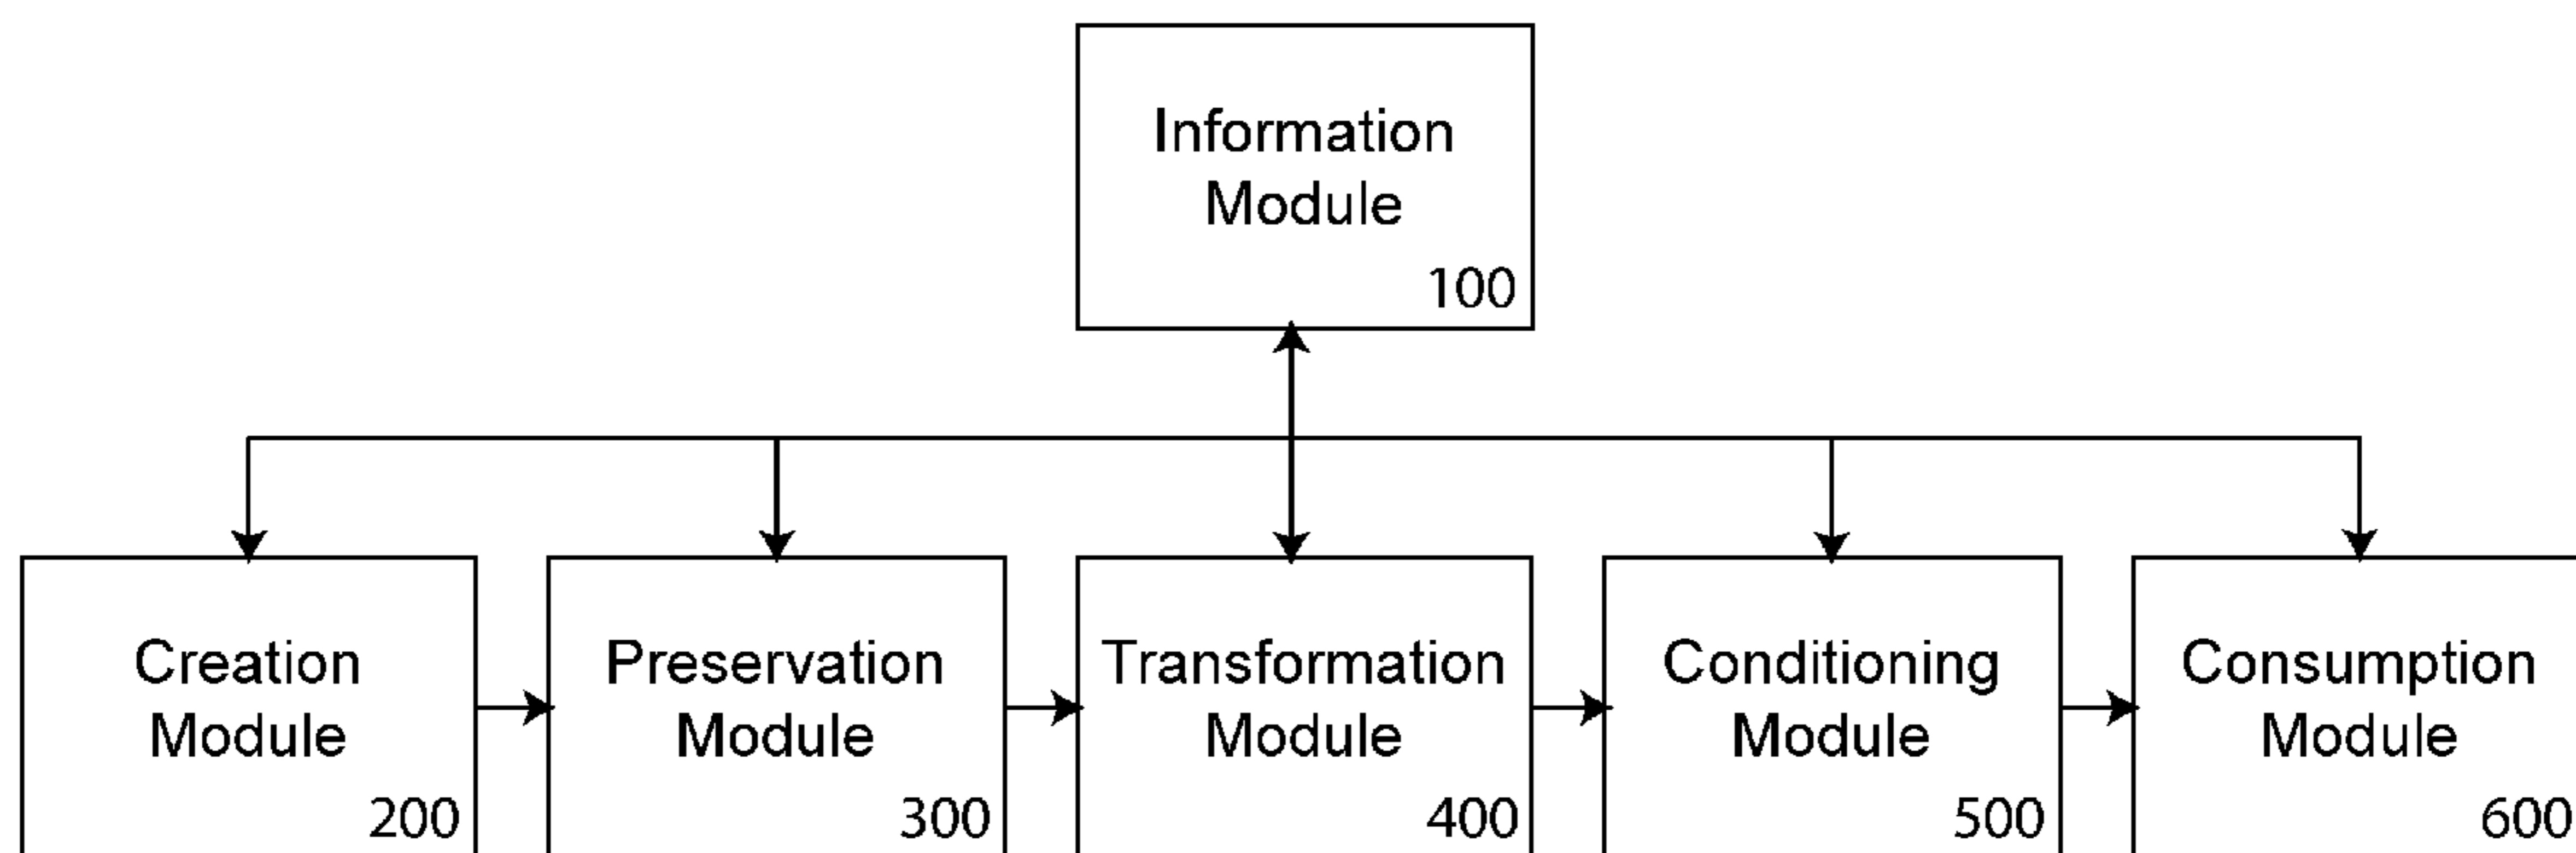 Information
Module
100
Creation
Module
200
Preservation
Module
300
Transformation
Module
400
Conditioning
Module
500
Consumption
Module
600